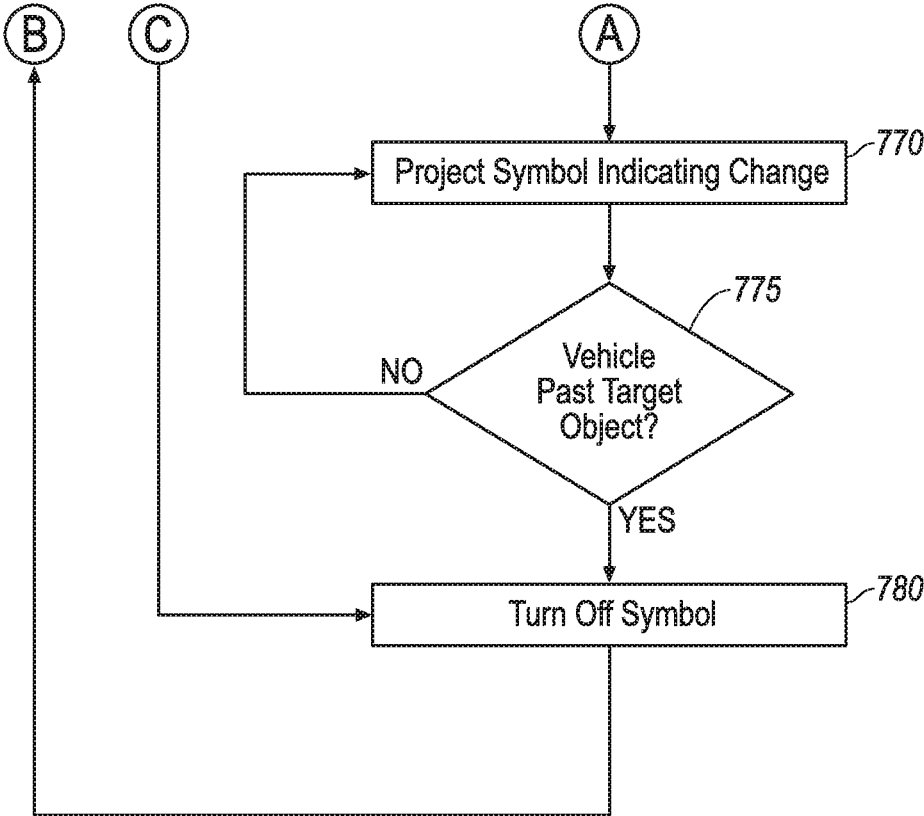 B
C
A
770
Project Symbol Indicating Change
775
NO
Vehicle
Past Target
Object?
YES
780
Turn Off Symbol